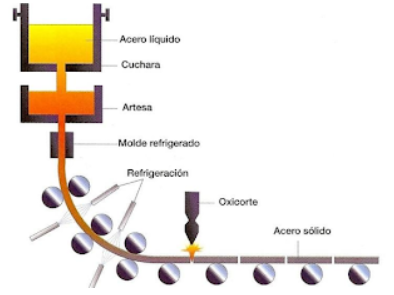 Acero líquido
Cuchara
Artesa
Molde refrigerado
Refrigeración
Oxicorte
Acero sólido